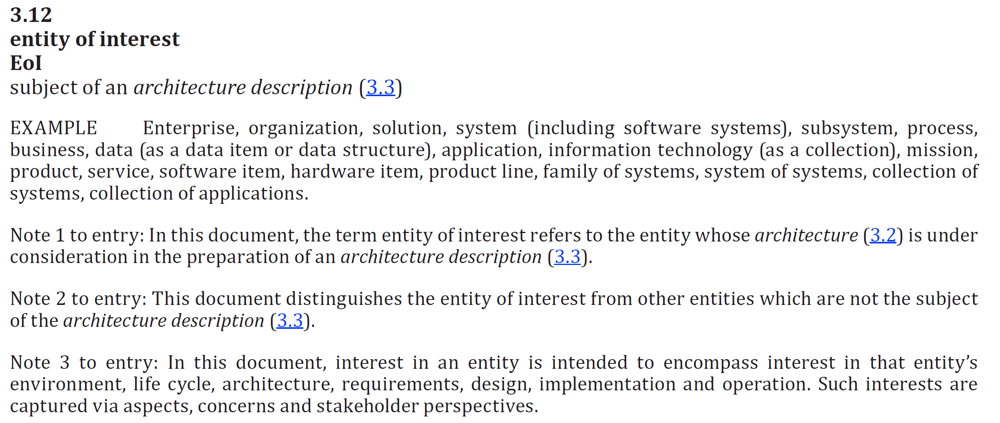 3.12
entity of interest
EoI
subject of an architecture description (3.3)
EXAMPLE Enterprise, organization, solution, system (including software systems), subsystem, process,
business, data (as a data item or data structure), application, information technology (as a collection), mission,
product, service, software item, hardware item, product line, family of systems, system of systems, collection of
systems, collection of applications.
Note 1 to entry: In this document, the term entity of interest refers to the entity whose architecture (3.2) is under
consideration in the preparation of an architecture description (3.3).
Note 2 to entry: This document distinguishes the entity of interest from other entities which are not the subject
of the architecture description (3.3).
Note 3 to entry: In this document, interest in an entity is intended to encompass interest in that entity’s
environment, life cycle, architecture, requirements, design, implementation and operation. Such interests are
captured via aspects, concerns and stakeholder perspectives.